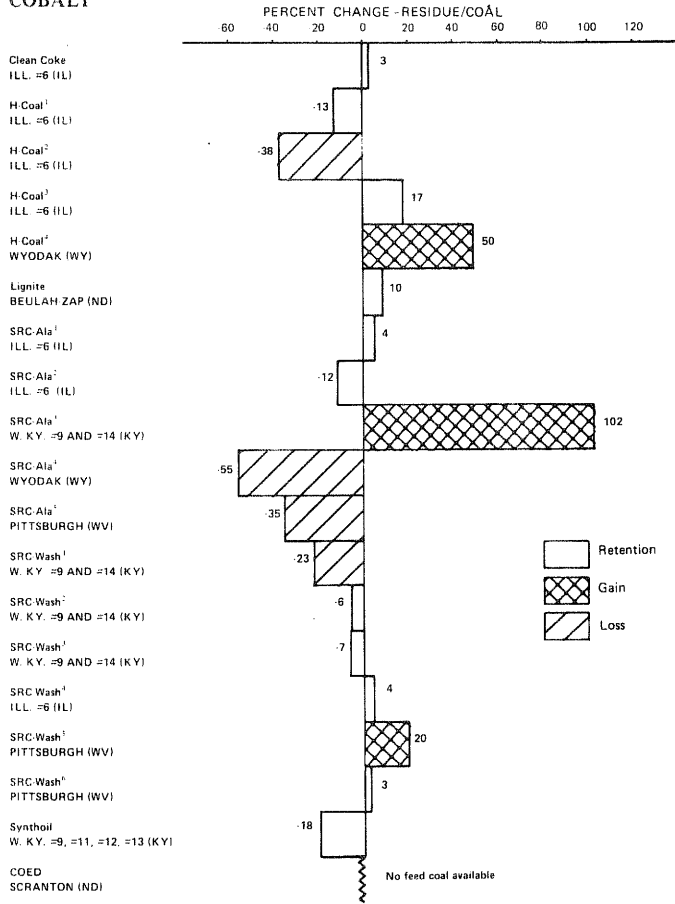 COBALT
PERCENT CHANGE -RESIDUE/COAL
-60 40 20 0 20 40 60 80 100 120
Clean Coke
ILL. =6 (IL)
3
H-Coal¹
ILL. =6 (IL)
-13
H-Coal²
ILL. =6 (IL)
-38
H-Coal³
ILL. =6 (IL)
17
H-Coal⁴
WYODAK (WY)
50
Lignite
BEULAH-ZAP (ND)
10
SRC-Ala¹
ILL. =6 (IL)
4
SRC-Ala²
ILL. =6 (IL)
-12
SRC-Ala³
W. KY. =9 AND =14 (KY)
102
SRC-Ala⁴
WYODAK (WY)
-55
SRC-Ala⁵
PITTSBURGH (WV)
-35
SRC-Wash¹
W. KY. =9 AND =14 (KY)
-23
SRC-Wash²
W. KY. =9 AND =14 (KY)
-6
SRC-Wash³
W. KY. =9 AND =14 (KY)
-7
SRC Wash⁴
ILL. =6 (IL)
4
SRC-Wash⁵
PITTSBURGH (WV)
20
SRC-Wash⁶
PITTSBURGH (WV)
3
Synthoil
W. KY. =9, =11, =12, =13 (KY)
-18
COED
SCRANTON (ND)
No feed coal available
Retention
Gain
Loss